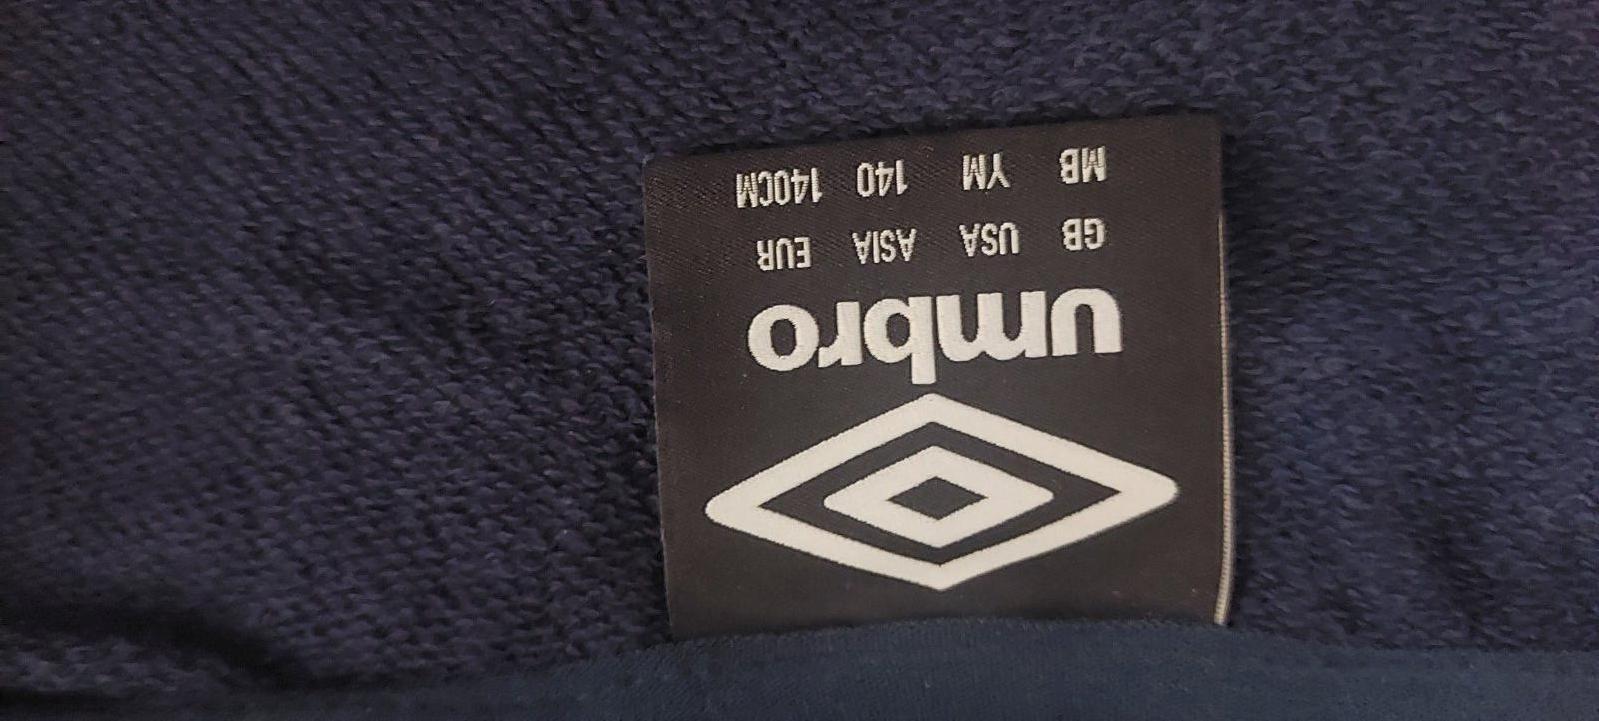 umbro
GB USA ASIA EUR
MB YM 140 140CM